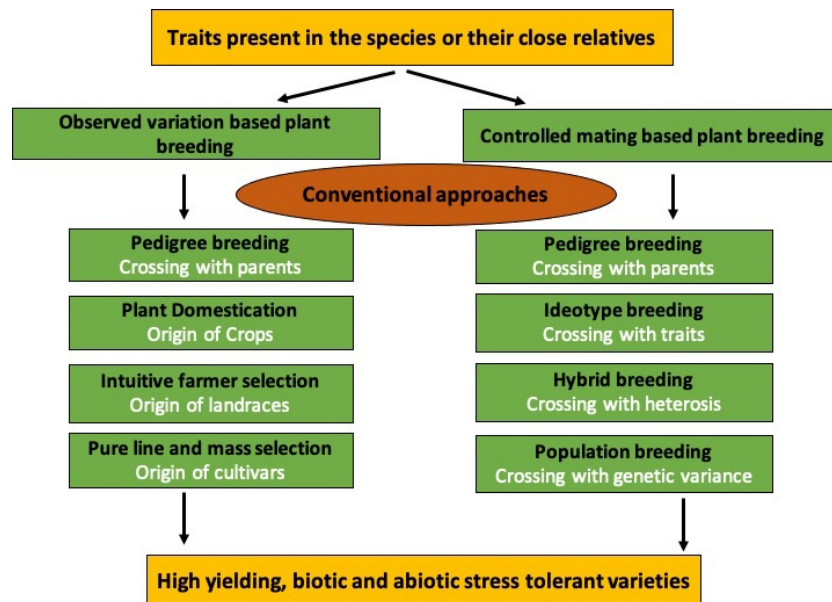 Traits present in the species or their close relatives
Observed variation based plant
breeding
Controlled mating based plant breeding
Conventional approaches
Pedigree breeding
Crossing with parents
Plant Domestication
Origin of Crops
Intuitive farmer selection
Origin of landraces
Pure line and mass selection
Origin of cultivars
Pedigree breeding
Crossing with parents
Ideotype breeding
Crossing with traits
Hybrid breeding
Crossing with heterosis
Population breeding
Crossing with genetic variance
High yielding, biotic and abiotic stress tolerant varieties